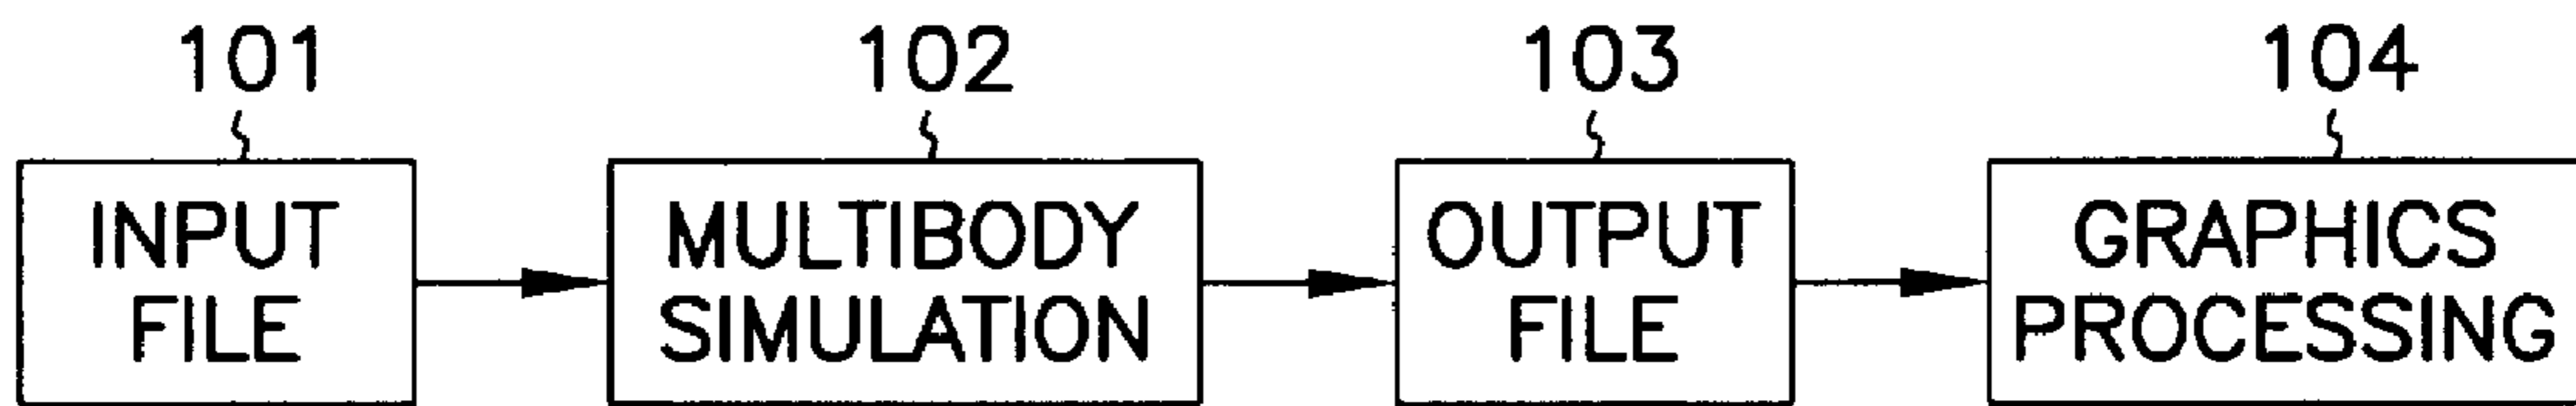 101
102
103
104
INPUT
FILE
MULTIBODY
SIMULATION
OUTPUT
FILE
GRAPHICS
PROCESSING